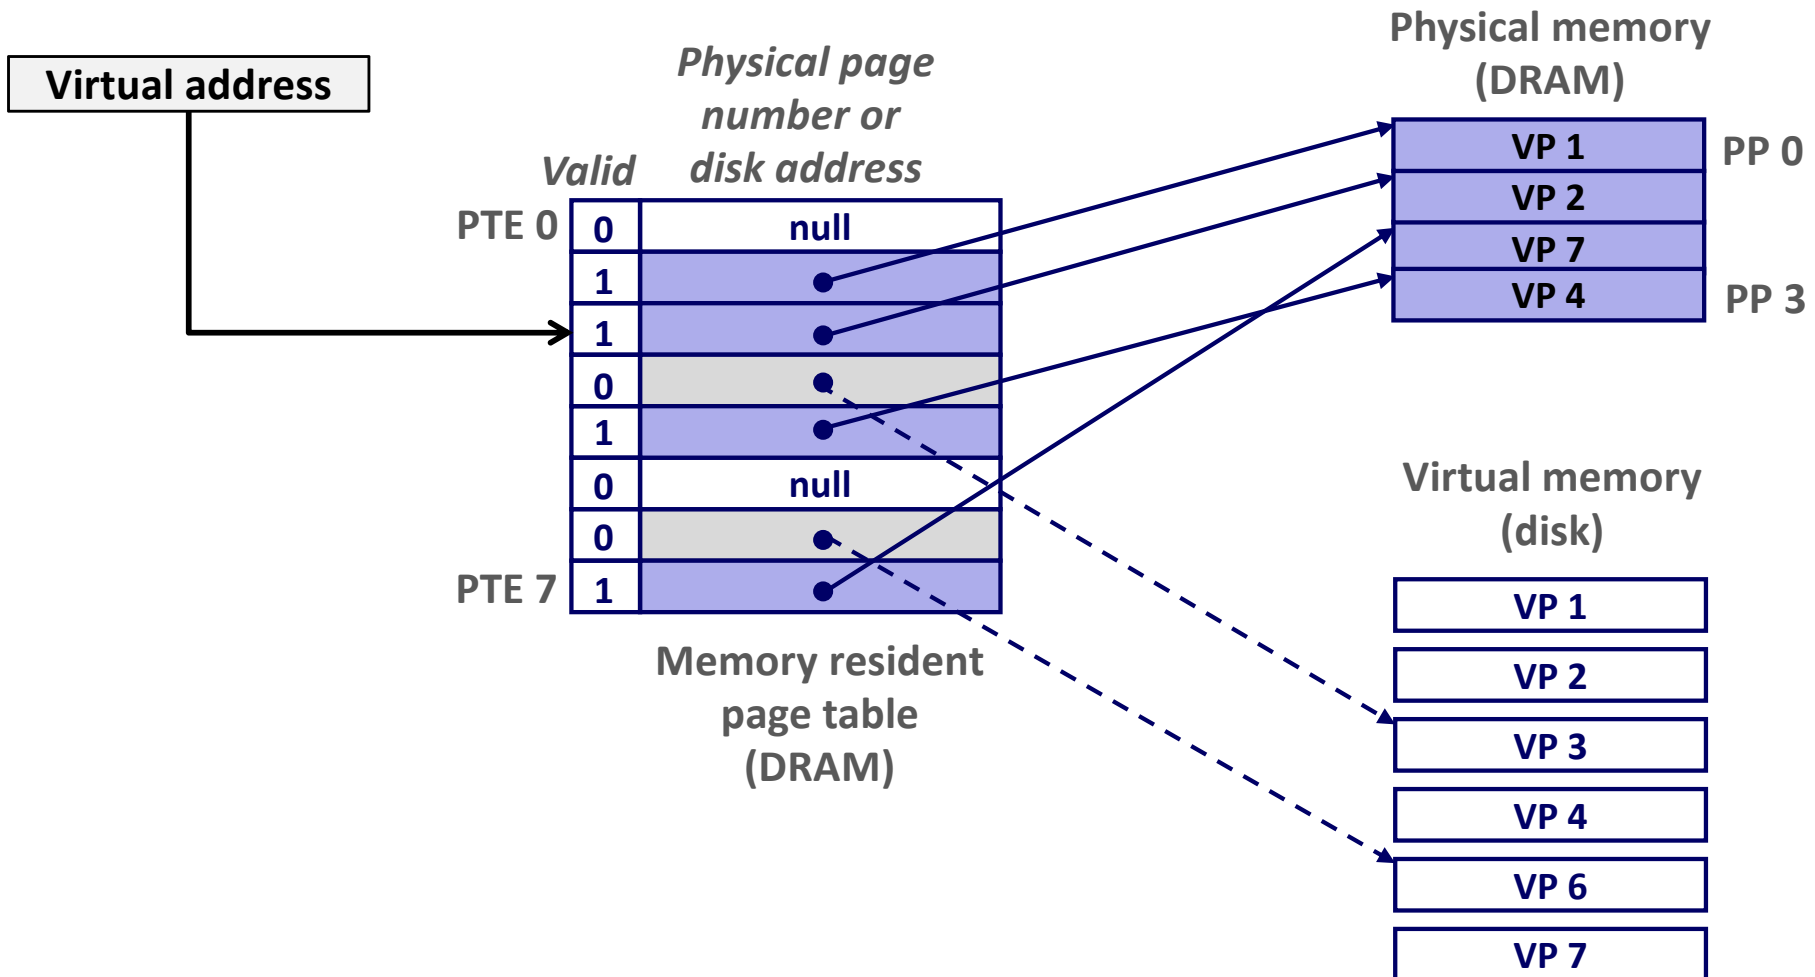 Virtual address
Physical page
number or
disk address
Valid
PTE 0
0 null
1
1
0
1
0 null
0
PTE 7 1
Memory resident
page table
(DRAM)
Physical memory
(DRAM)
VP 1 PP 0
VP 2
VP 7
VP 4 PP 3
Virtual memory
(disk)
VP 1
VP 2
VP 3
VP 4
VP 6
VP 7